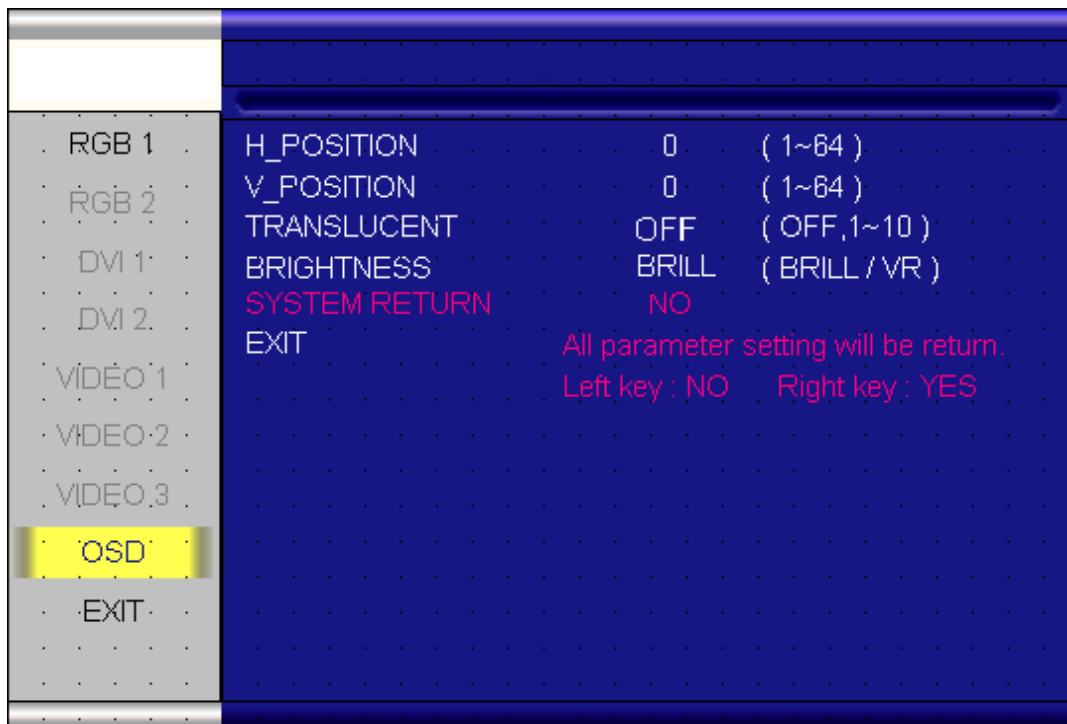 RGB 1
RGB 2
DVI 1
DVI 2
VIDEO 1
VIDEO 2
VIDEO 3
OSD
EXIT
H_POSITION 0 ( 1~64 )
V_POSITION 0 ( 1~64 )
TRANSLUCENT OFF ( OFF,1~10 )
BRIGHTNESS BRILL ( BRILL / VR )
SYSTEM RETURN NO
EXIT All parameter setting will be return.
Left key : NO Right key : YES